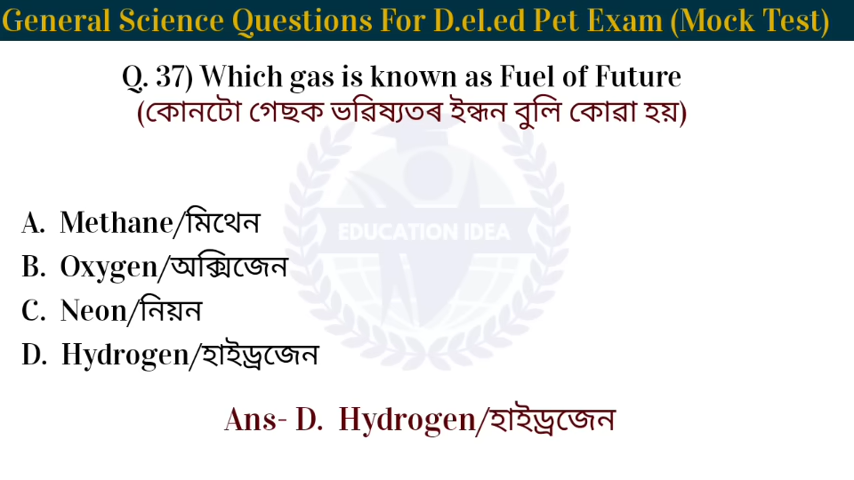 General Science Questions For D.el.ed Pet Exam (Mock Test)
Q. 37) Which gas is known as Fuel of Future
(কোনটো গেছক ভৱিষ্যতৰ ইন্ধন বুলি কোৱা হয়)
EDUCATION IDEA
A. Methane/মিথেন
B. Oxygen/অক্সিজেন
C. Neon/নিয়ন
D. Hydrogen/হাইড্ৰজেন
Ans- D. Hydrogen/হাইড্ৰজেন